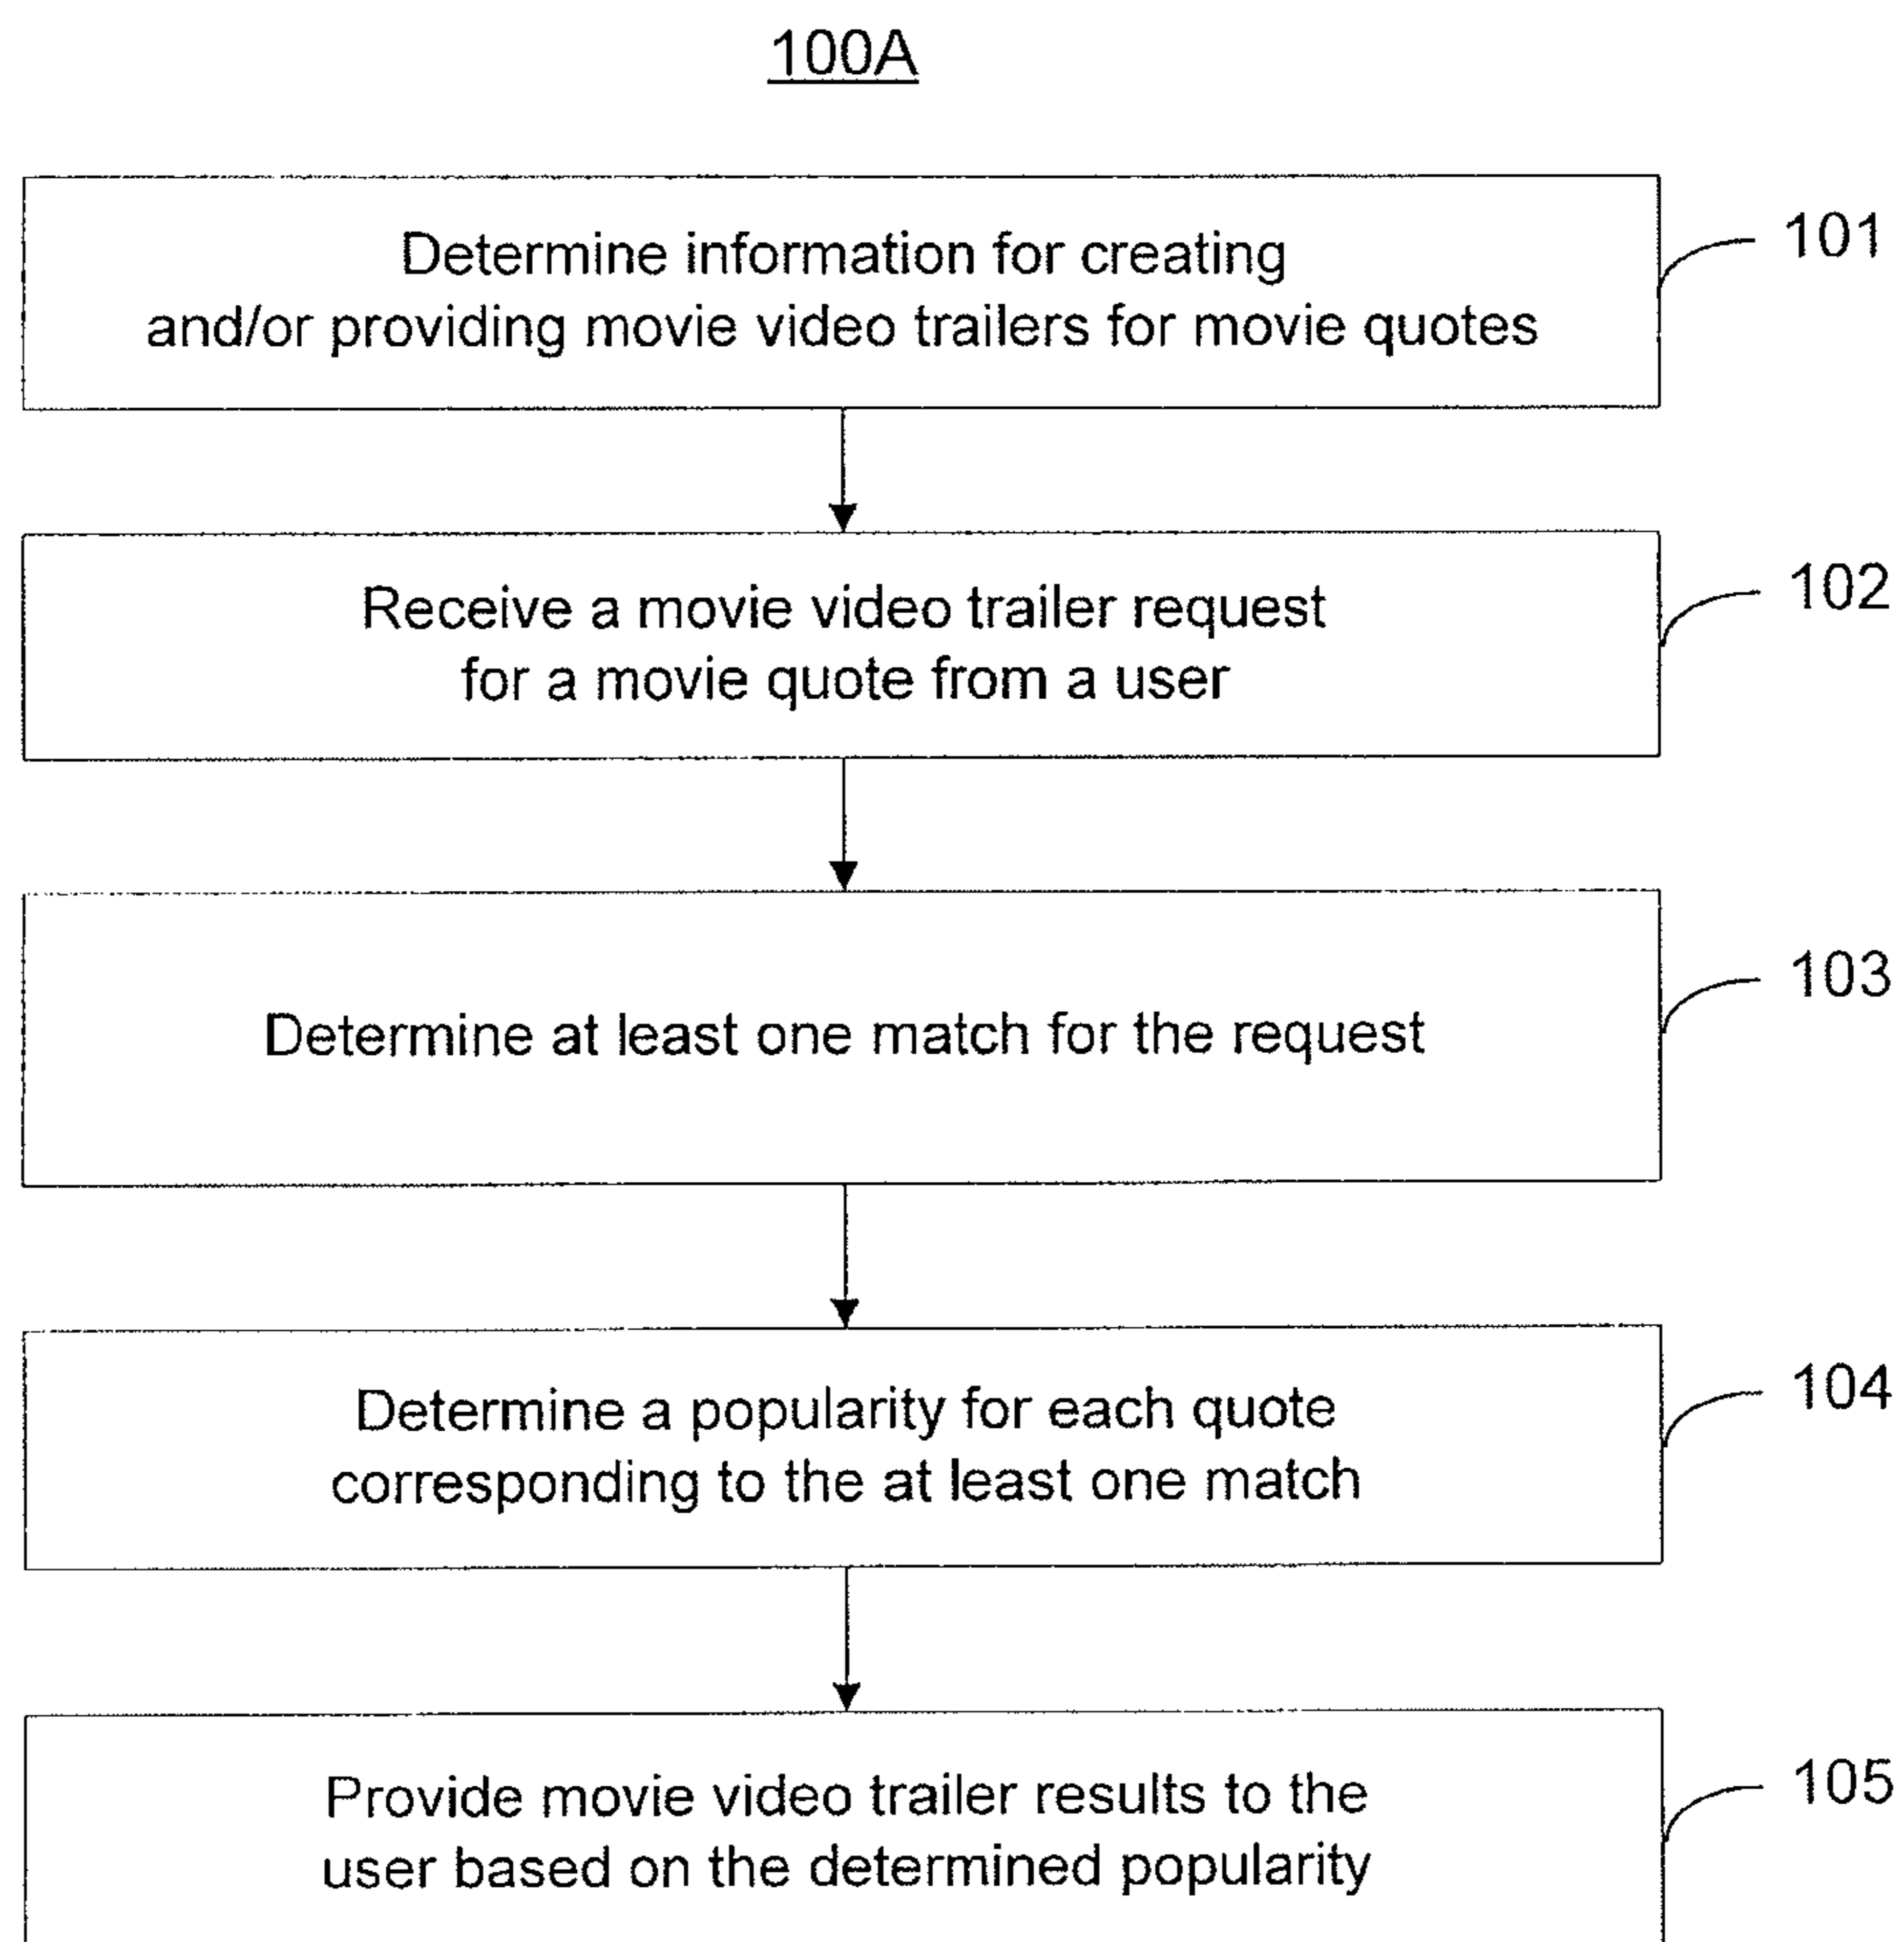 100A
Determine information for creating
and/or providing movie video trailers for movie quotes
101
Receive a movie video trailer request
for a movie quote from a user
102
Determine at least one match for the request
103
Determine a popularity for each quote
corresponding to the at least one match
104
Provide movie video trailer results to the
user based on the determined popularity
105